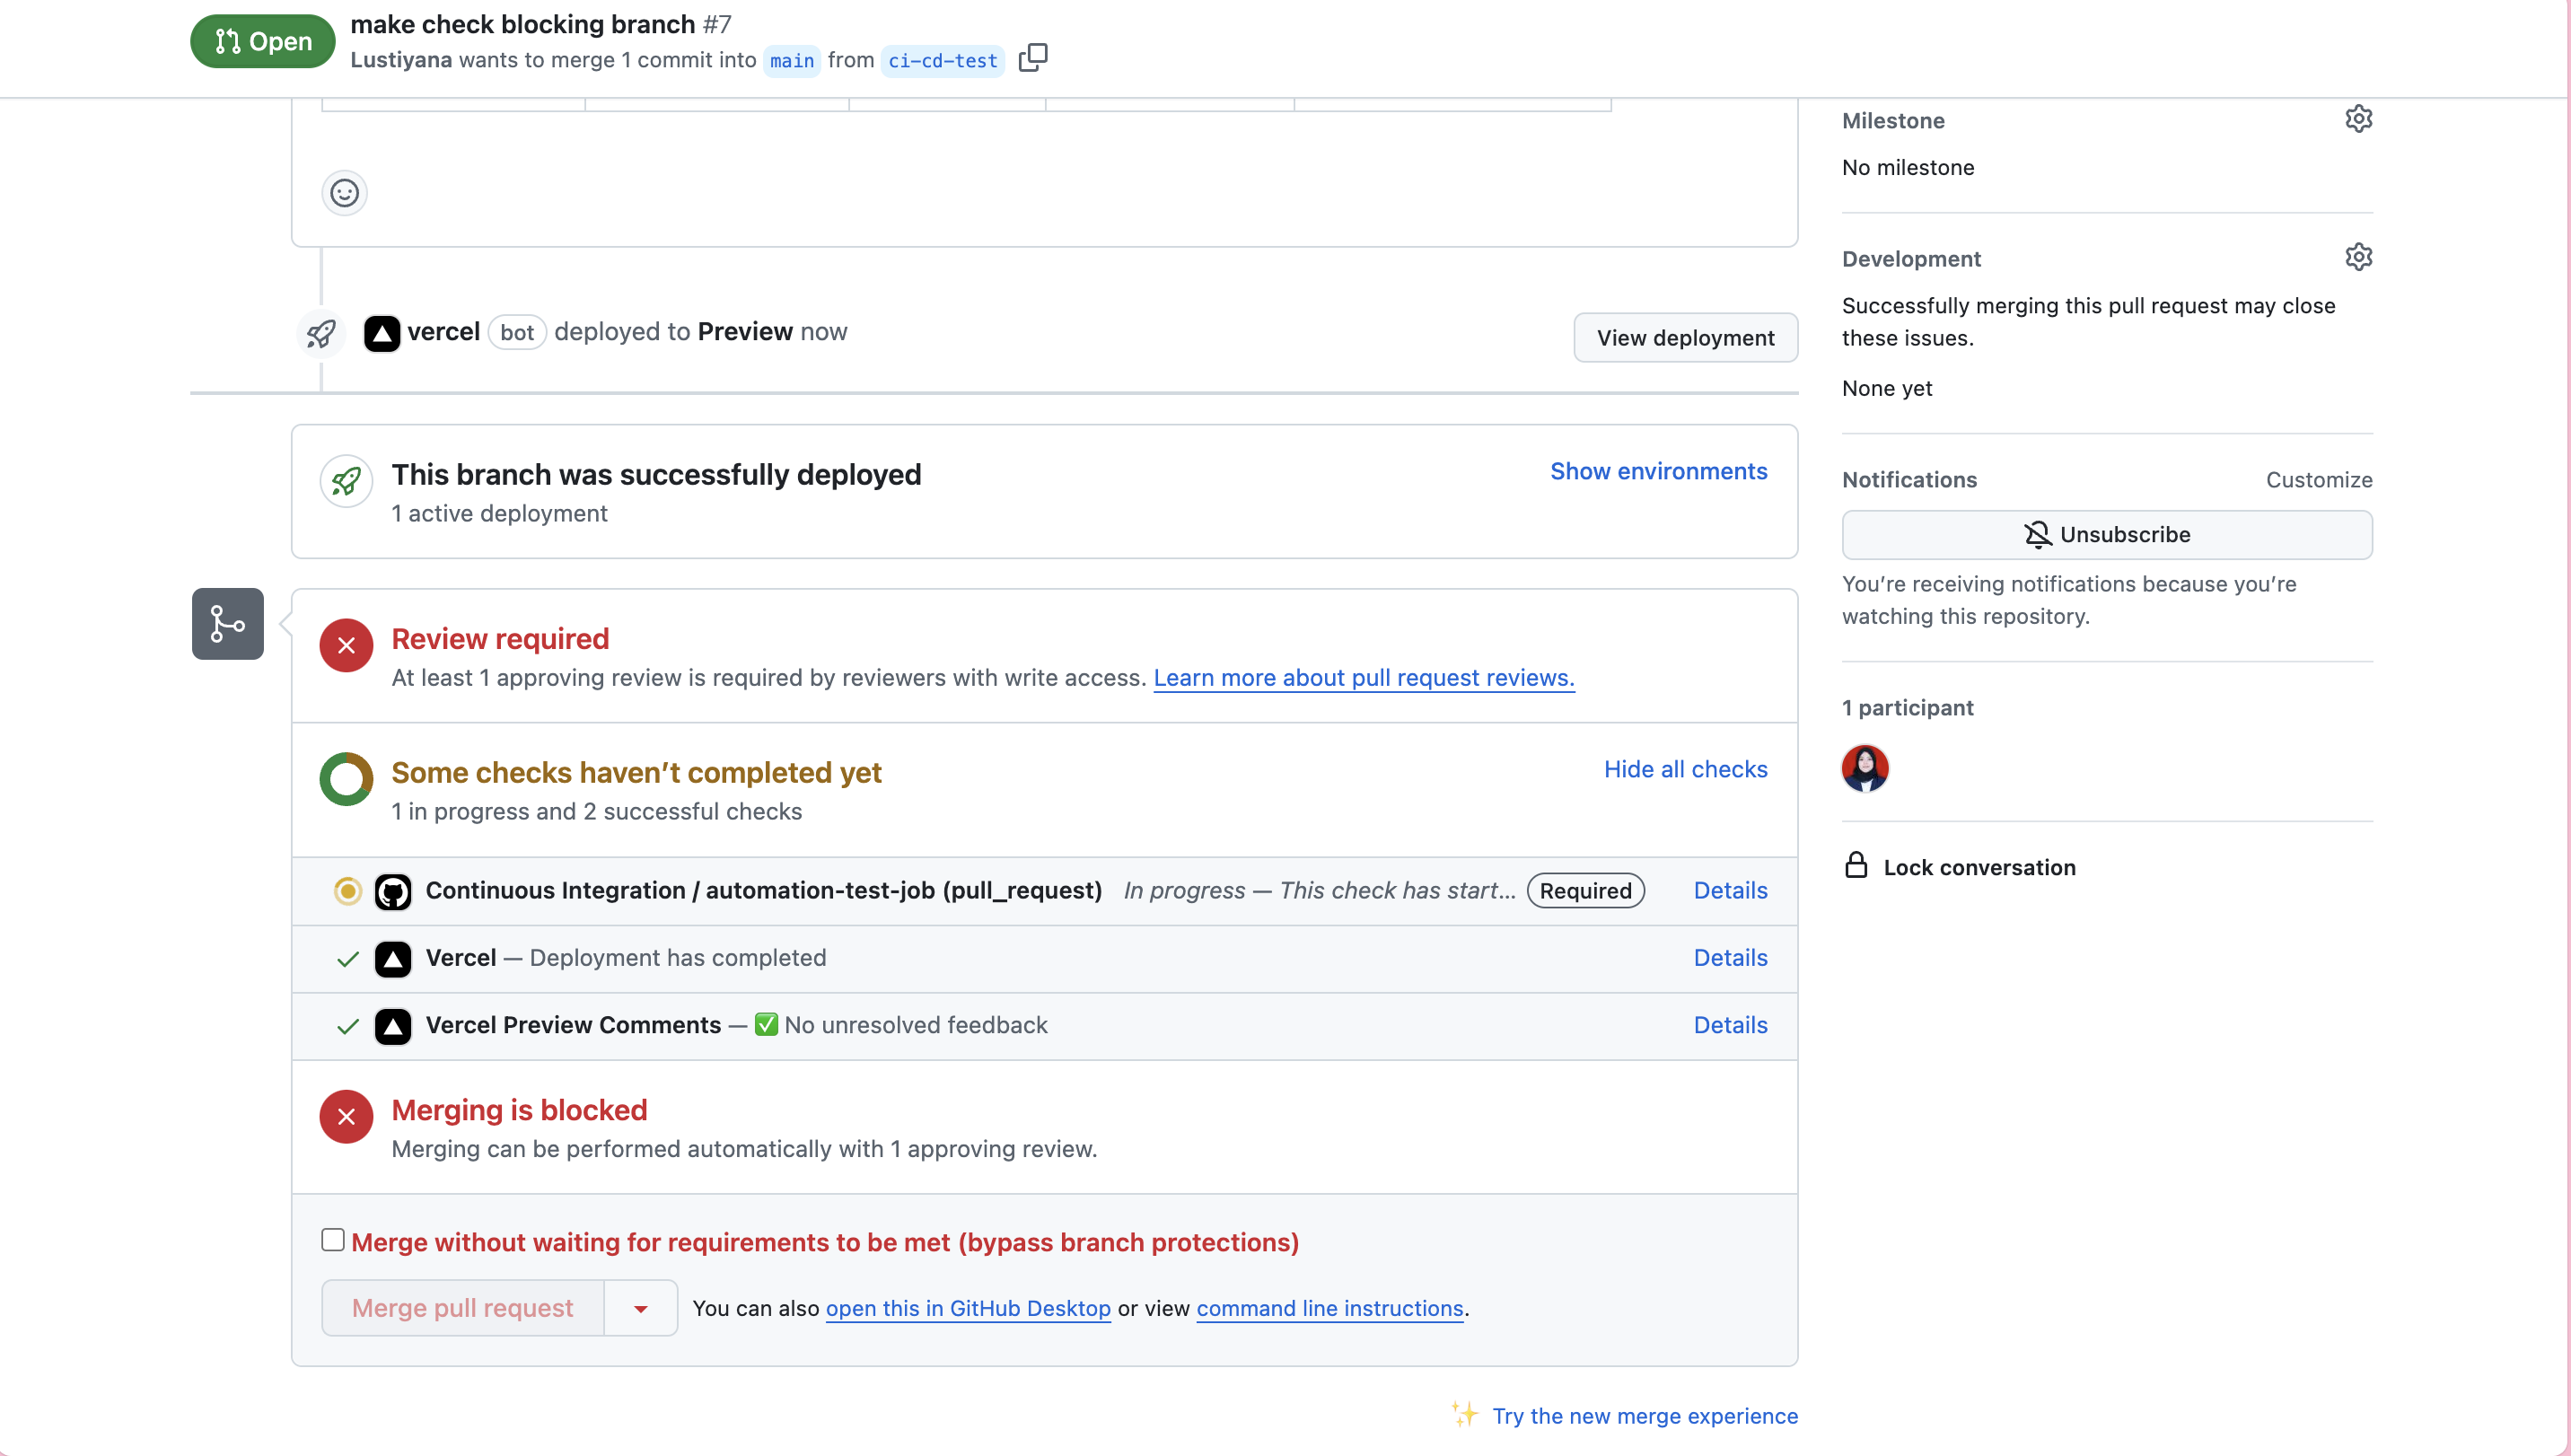 Open
make check blocking branch #7
Lustiyana wants to merge 1 commit into main from ci-cd-test
vercel bot deployed to Preview now
View deployment
This branch was successfully deployed
Show environments
1 active deployment
Review required
At least 1 approving review is required by reviewers with write access. Learn more about pull request reviews.
Some checks haven’t completed yet
Hide all checks
1 in progress and 2 successful checks
Continuous Integration / automation-test-job (pull_request) In progress — This check has start... Required Details
Vercel — Deployment has completed Details
Vercel Preview Comments — ✅ No unresolved feedback Details
Merging is blocked
Merging can be performed automatically with 1 approving review.
Merge without waiting for requirements to be met (bypass branch protections)
Merge pull request
You can also open this in GitHub Desktop or view command line instructions.
Try the new merge experience
Milestone
No milestone
Development
Successfully merging this pull request may close
these issues.
None yet
Notifications Customize
Unsubscribe
You’re receiving notifications because you’re
watching this repository.
1 participant
Lock conversation